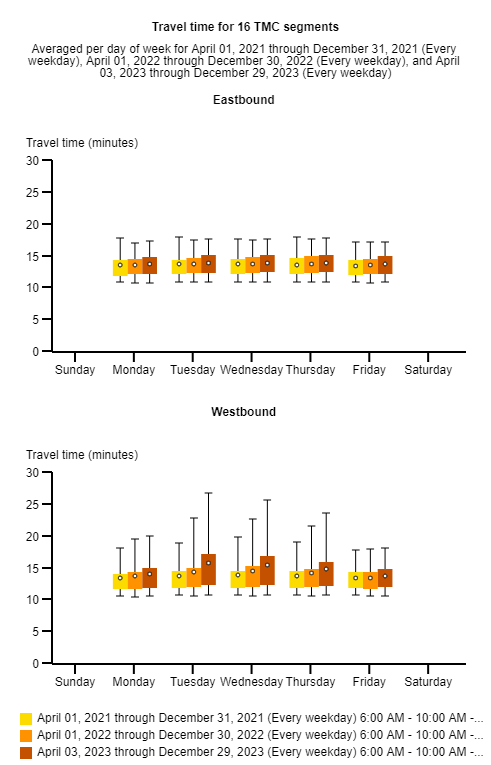 Travel time for 16 TMC segments
Averaged per day of week for April 01, 2021 through December 31, 2021 (Every
weekday), April 01, 2022 through December 30, 2022 (Every weekday), and April
03, 2023 through December 29, 2023 (Every weekday)
Eastbound
Travel time (minutes)
30
25
20
15
10
5
0
Sunday Monday Tuesday Wednesday Thursday Friday Saturday
Westbound
Travel time (minutes)
30
25
20
15
10
5
0
Sunday Monday Tuesday Wednesday Thursday Friday Saturday
April 01, 2021 through December 31, 2021 (Every weekday) 6:00 AM - 10:00 AM -...
April 01, 2022 through December 30, 2022 (Every weekday) 6:00 AM - 10:00 AM -...
April 03, 2023 through December 29, 2023 (Every weekday) 6:00 AM - 10:00 AM -...